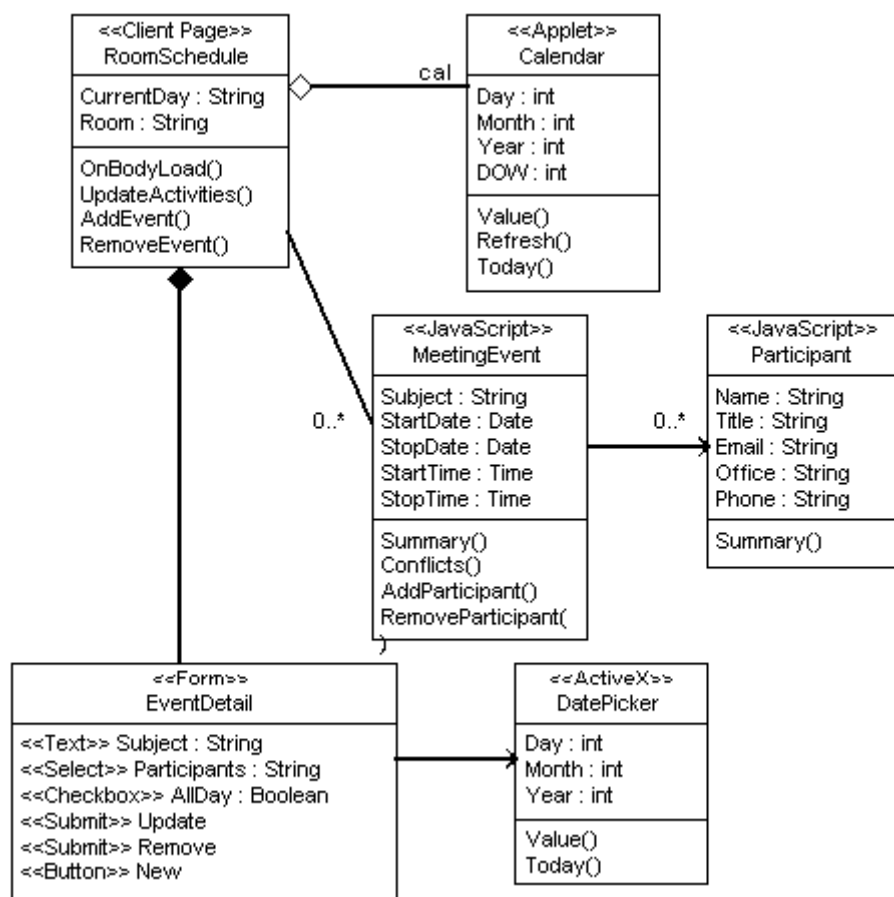 <<Client Page>>
RoomSchedule
CurrentDay : String
Room : String
OnBodyLoad()
UpdateActivities()
AddEvent()
RemoveEvent()
cal
<<Applet>>
Calendar
Day : int
Month : int
Year : int
DOW : int
Value()
Refresh()
Today()
0..*
<<JavaScript>>
MeetingEvent
Subject : String
StartDate : Date
StopDate : Date
StartTime : Time
StopTime : Time
Summary()
Conflicts()
AddParticipant()
RemoveParticipant(
)
0..*
<<JavaScript>>
Participant
Name : String
Title : String
Email : String
Office : String
Phone : String
Summary()
<<Form>>
EventDetail
<<Text>> Subject : String
<<Select>> Participants : String
<<Checkbox>> AllDay : Boolean
<<Submit>> Update
<<Submit>> Remove
<<Button>> New
<<ActiveX>>
DatePicker
Day : int
Month : int
Year : int
Value()
Today()